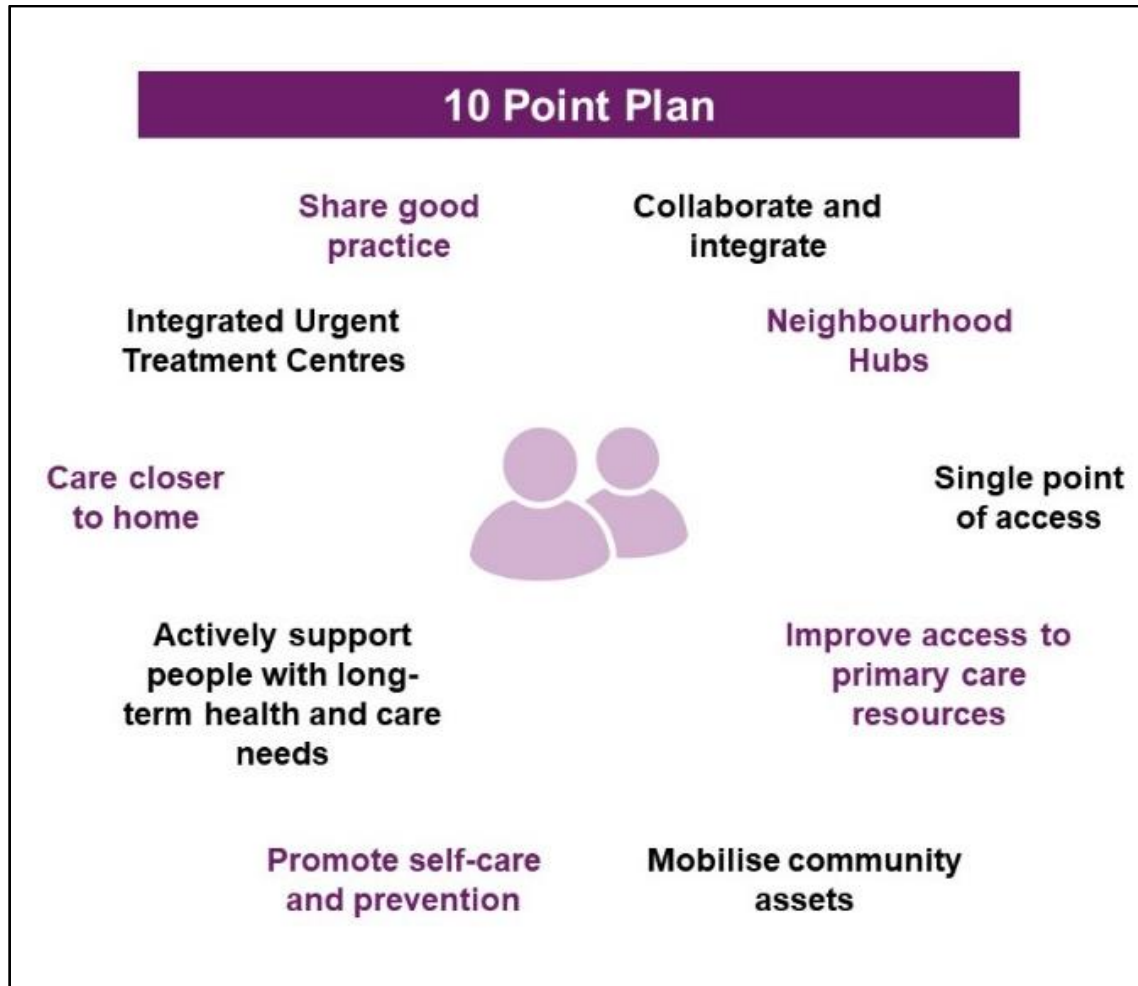 10 Point Plan
Share good
practice
Collaborate and
integrate
Integrated Urgent
Treatment Centres
Neighbourhood
Hubs
Care closer
to home
Single point
of access
Actively support
people with long-
term health and care
needs
Improve access to
primary care
resources
Promote self-care
and prevention
Mobilise community
assets